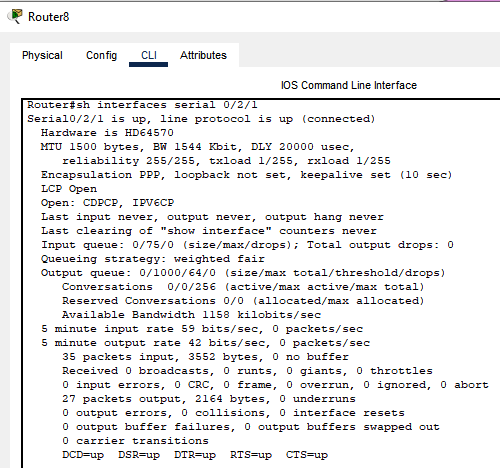 Router8
Physical Config CLI Attributes
IOS Command Line Interface
Router#sh interfaces serial 0/2/1
Serial0/2/1 is up, line protocol is up (connected)
Hardware is HD64570
MTU 1500 bytes, BW 1544 Kbit, DLY 20000 usec,
reliability 255/255, txload 1/255, rxload 1/255
Encapsulation PPP, loopback not set, keepalive set (10 sec)
LCP Open
Open: CDPCP, IPV6CP
Last input never, output never, output hang never
Last clearing of "show interface" counters never
Input queue: 0/75/0 (size/max/drops); Total output drops: 0
Queueing strategy: weighted fair
Output queue: 0/1000/64/0 (size/max total/threshold/drops)
Conversations 0/0/256 (active/max active/max total)
Reserved Conversations 0/0 (allocated/max allocated)
Available Bandwidth 1158 kilobits/sec
5 minute input rate 59 bits/sec, 0 packets/sec
5 minute output rate 42 bits/sec, 0 packets/sec
35 packets input, 3552 bytes, 0 no buffer
Received 0 broadcasts, 0 runts, 0 giants, 0 throttles
0 input errors, 0 CRC, 0 frame, 0 overrun, 0 ignored, 0 abort
27 packets output, 2164 bytes, 0 underruns
0 output errors, 0 collisions, 0 interface resets
0 output buffer failures, 0 output buffers swapped out
0 carrier transitions
DCD=up DSR=up DTR=up RTS=up CTS=up